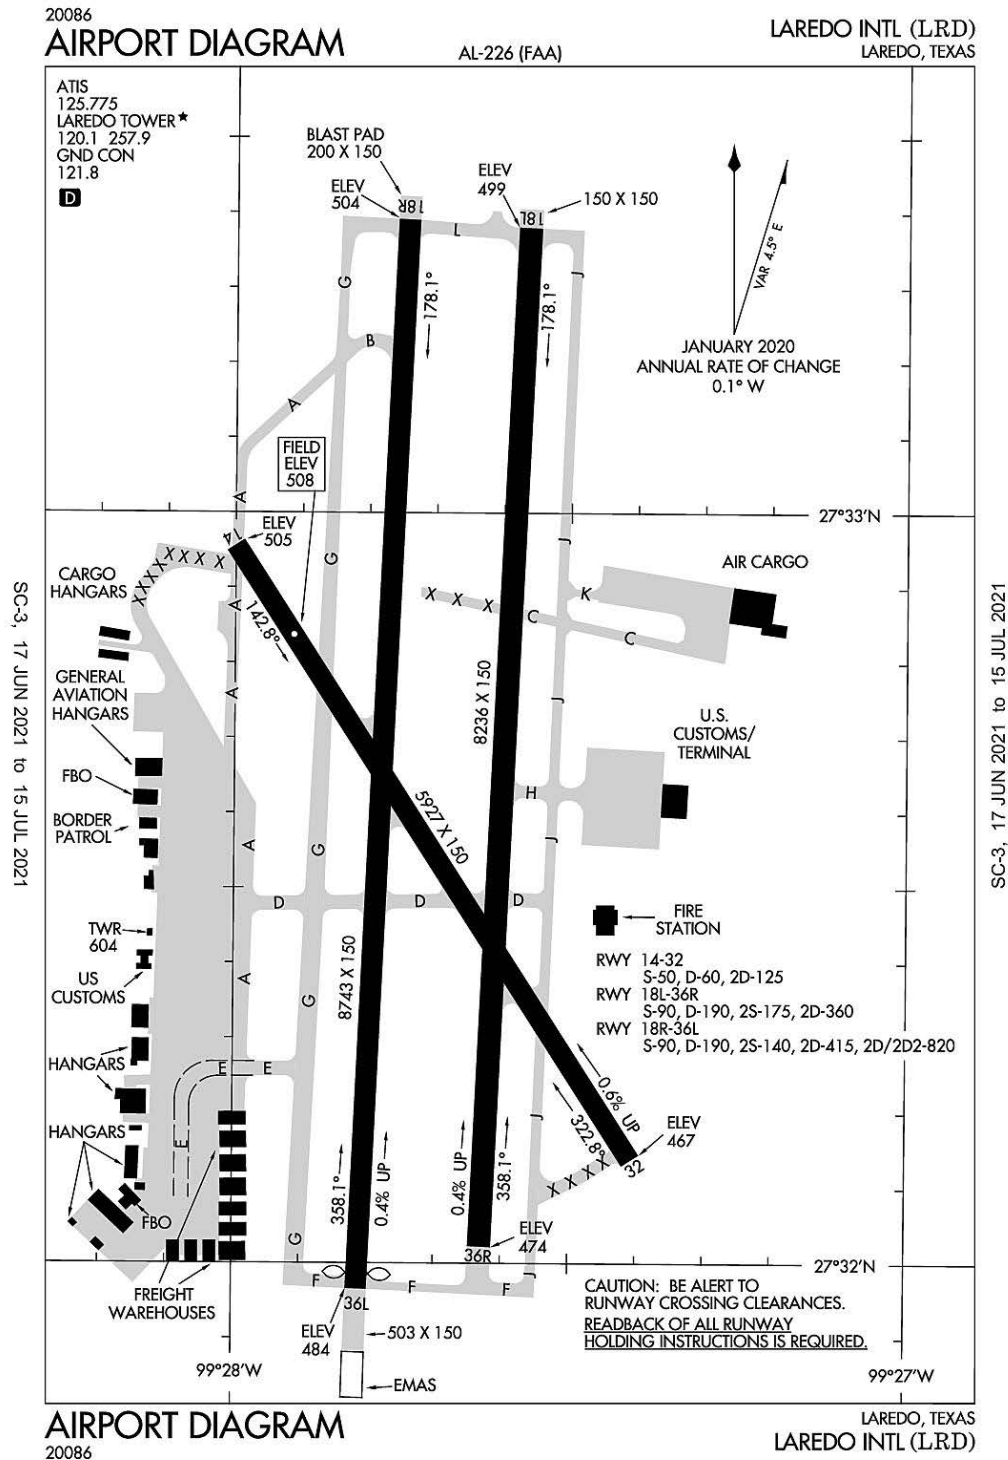 20086
AIRPORT DIAGRAM
AL-226 (FAA)
LAREDO INTL (LRD)
LAREDO, TEXAS
ATIS
125.775
LAREDO TOWER★
120.1 257.9
GND CON
121.8
D
BLAST PAD
200 X 150
ELEV
504
18R
ELEV
499
18L
150 X 150
L
J
G
178.1°
178.1°
VAR 4.5° E
JANUARY 2020
ANNUAL RATE OF CHANGE
0.1° W
B
A
FIELD
ELEV
508
A
ELEV
505
14
27°33'N
G
J
X X X X
X X X X
CARGO
HANGARS
AIR CARGO
K
X X X
C
C
A
142.8°
GENERAL
AVIATION
HANGARS
A
8236 X 150
J
U.S.
CUSTOMS/
TERMINAL
FBO
H
BORDER
PATROL
5927 X 150
A
G
J
D
D
D
FIRE
STATION
TWR
604
US
CUSTOMS
A
G
8743 X 150
RWY 14-32
S-50, D-60, 2D-125
RWY 18L-36R
S-90, D-190, 2S-175, 2D-360
RWY 18R-36L
S-90, D-190, 2S-140, 2D-415, 2D/2D2-820
HANGARS
E
E
E
0.6% UP
322.8°
J
ELEV
467
32
HANGARS
X X X X
358.1°
0.4% UP
0.4% UP
358.1°
FBO
G
ELEV
474
36R
27°32'N
F
F
F
J
FREIGHT
WAREHOUSES
36L
ELEV
484
503 X 150
CAUTION: BE ALERT TO
RUNWAY CROSSING CLEARANCES.
READBACK OF ALL RUNWAY
HOLDING INSTRUCTIONS IS REQUIRED.
99°28'W
EMAS
99°27'W
SC-3, 17 JUN 2021 to 15 JUL 2021
SC-3, 17 JUN 2021 to 15 JUL 2021
AIRPORT DIAGRAM
20086
LAREDO, TEXAS
LAREDO INTL (LRD)